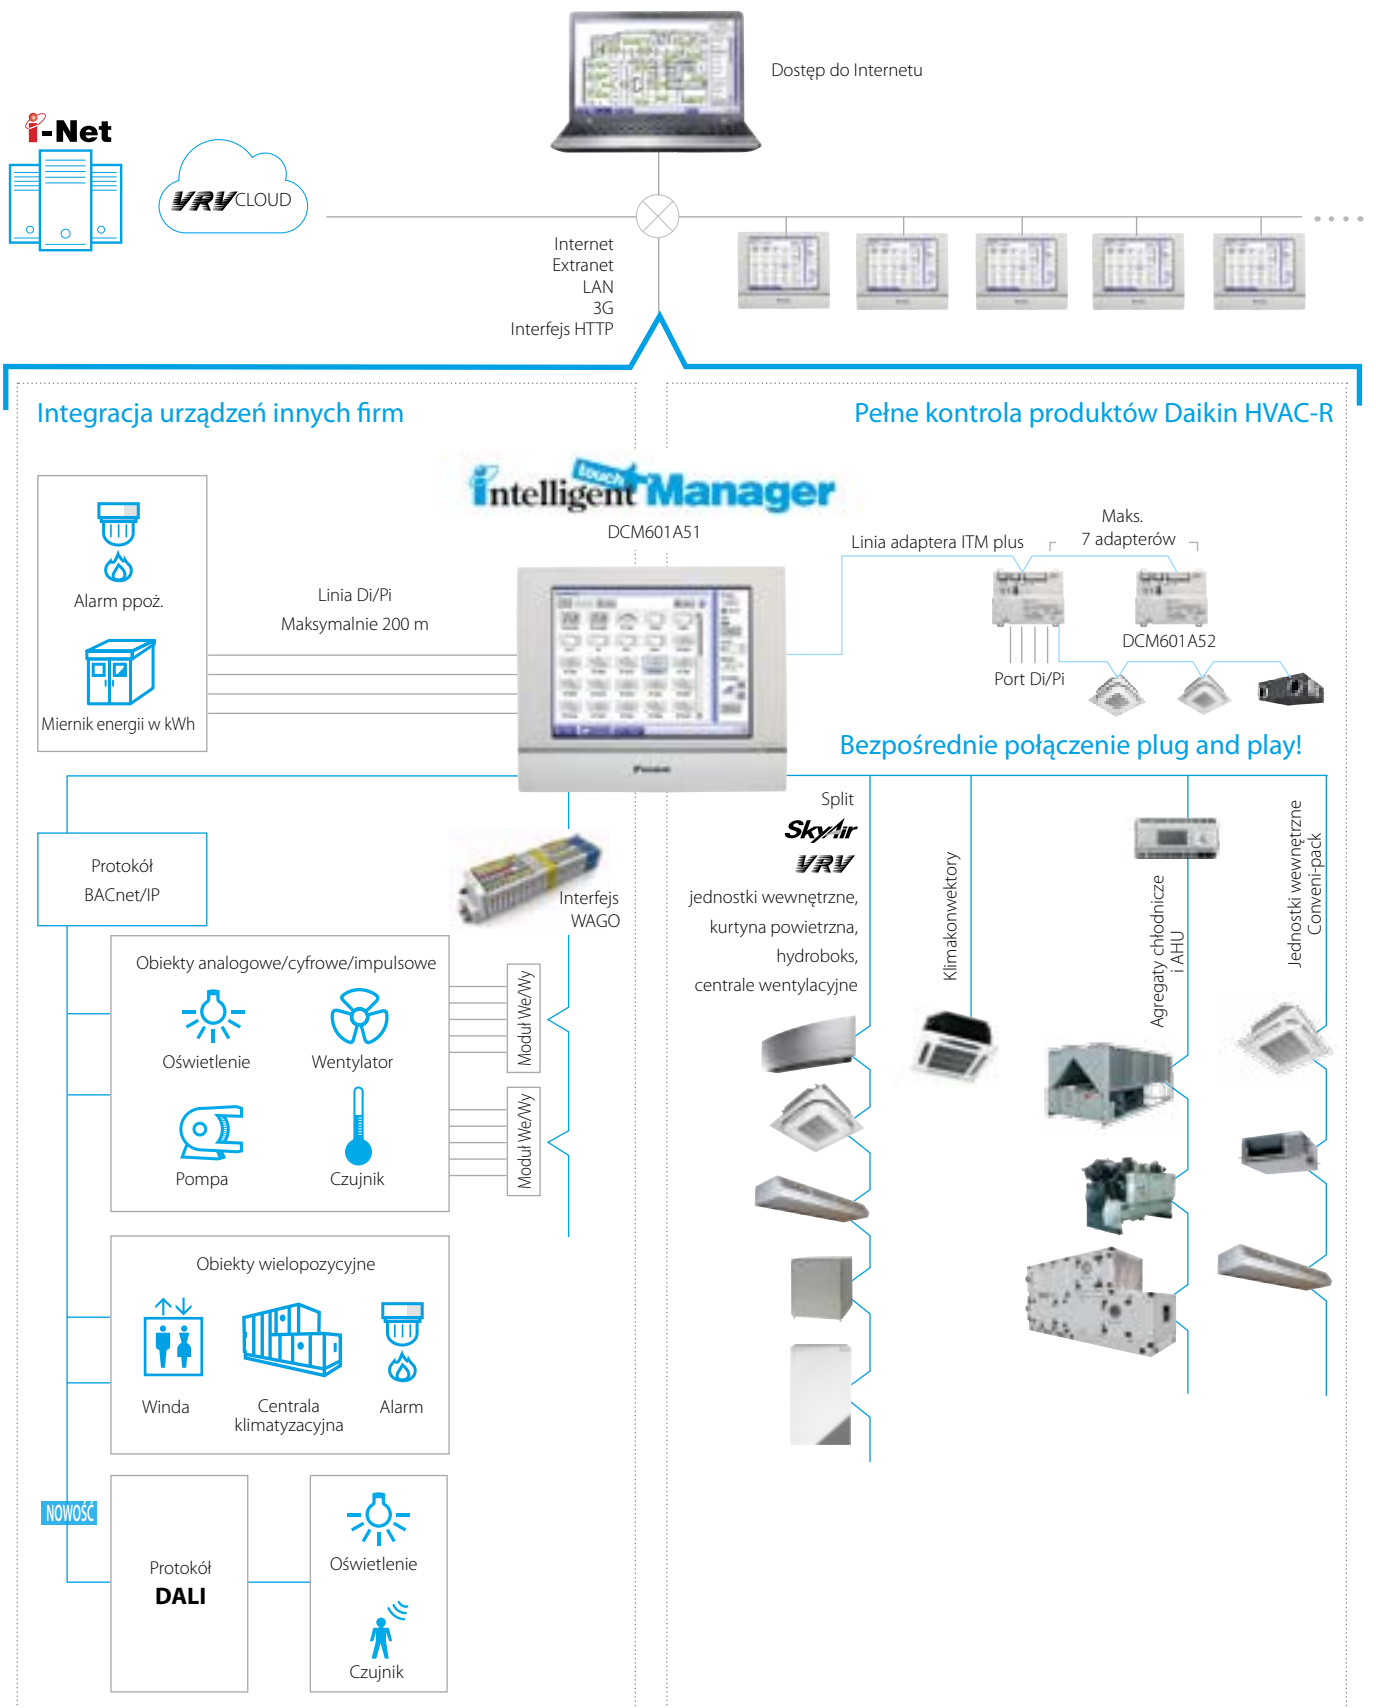 Dostęp do Internetu
i-Net
VRV CLOUD
Internet
Extranet
LAN
3G
Interfejs HTTP
Integracja urządzeń innych firm
Pełne kontrola produktów Daikin HVAC-R
intelligent touch Manager
DCM601A51
Alarm ppoż.
Miernik energii w kWh
Linia Di/Pi
Maksymalnie 200 m
Linia adaptera ITM plus
Maks.
7 adapterów
DCM601A52
Port Di/Pi
Bezpośrednie połączenie plug and play!
Protokół
BACnet/IP
Interfejs
WAGO
Obiekty analogowe/cyfrowe/impulsowe
Oświetlenie
Wentylator
Pompa
Czujnik
Moduł We/Wy
Moduł We/Wy
Obiekty wielopozycyjne
Winda
Centrala
klimatyzacyjna
Alarm
NOWOŚĆ
Protokół
DALI
Oświetlenie
Czujnik
Split
SkyAir
VRV
jednostki wewnętrzne,
kurtyna powietrzna,
hydroboks,
centrale wentylacyjne
Klimakonwektory
Agregaty chłodnicze
i AHU
Jednostki wewnętrzne
Conveni-pack